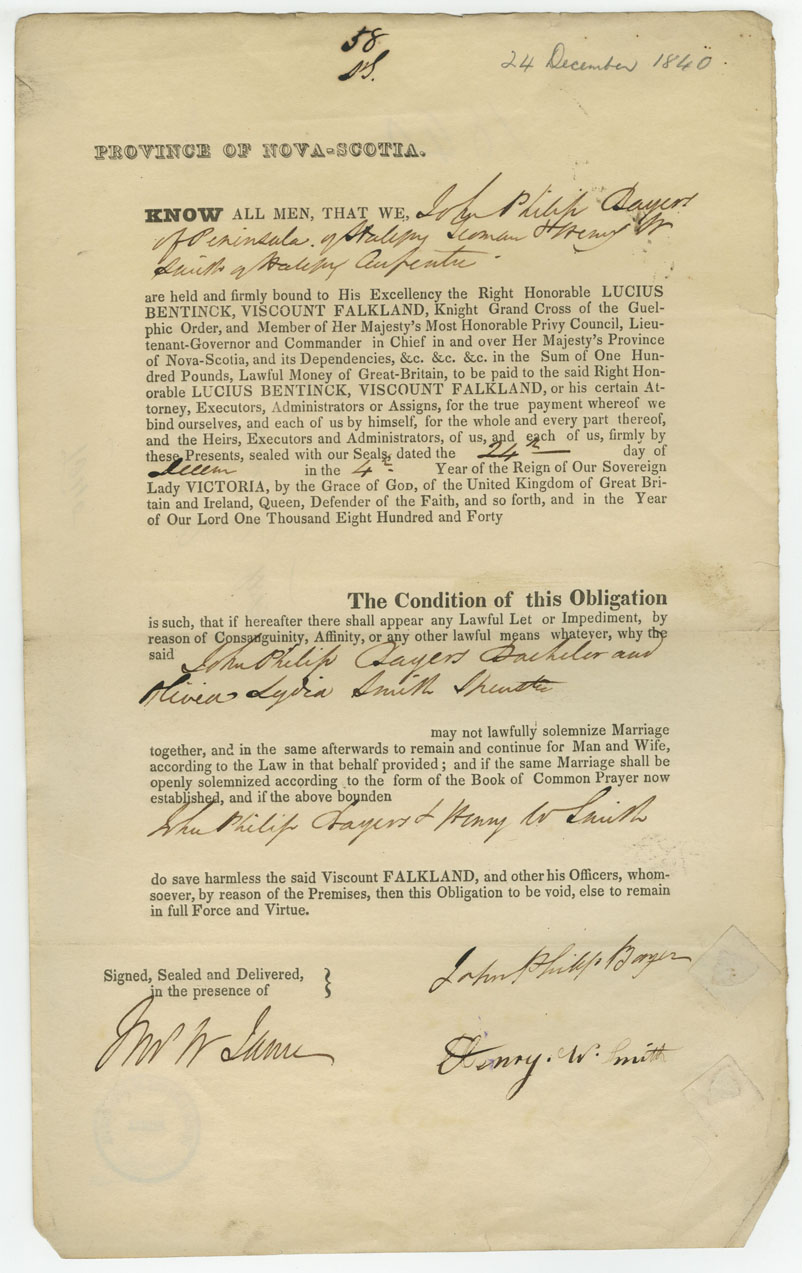 58
24 December 1840
PROVINCE OF NOVA-SCOTIA.
KNOW ALL MEN, THAT WE, John Philip Bayers
of Peninsula of Halifax Yeoman & Henry W
Smith of Halifax Carpenter
are held and firmly bound to His Excellency the Right Honorable LUCIUS
BENTINCK, VISCOUNT FALKLAND, Knight Grand Cross of the Guel-
phic Order, and Member of Her Majesty's Most Honorable Privy Council, Lieu-
tenant-Governor and Commander in Chief in and over Her Majesty's Province
of Nova-Scotia, and its Dependencies, &c. &c. &c. in the Sum of One Hun-
dred Pounds, Lawful Money of Great-Britain, to be paid to the said Right Hon-
orable LUCIUS BENTINCK, VISCOUNT FALKLAND, or his certain At-
torney, Executors, Administrators or Assigns, for the true payment whereof we
bind ourselves, and each of us by himself, for the whole and every part thereof,
and the Heirs, Executors and Administrators, of us, and each of us, firmly by
these Presents, sealed with our Seals, dated the 24th day of
Decem in the 4th Year of the Reign of Our Sovereign
Lady VICTORIA, by the Grace of God, of the United Kingdom of Great Bri-
tain and Ireland, Queen, Defender of the Faith, and so forth, and in the Year
of Our Lord One Thousand Eight Hundred and Forty
The Condition of this Obligation
is such, that if hereafter there shall appear any Lawful Let or Impediment, by
reason of Consanguinity, Affinity, or any other lawful means whatever, why the
said John Philip Bayers Bachelor and
Olivea Lydia Smith Spinster
may not lawfully solemnize Marriage
together, and in the same afterwards to remain and continue for Man and Wife,
according to the Law in that behalf provided; and if the same Marriage shall be
openly solemnized according to the form of the Book of Common Prayer now
established, and if the above bounden
John Philip Bayers & Henry W Smith
do save harmless the said Viscount FALKLAND, and other his Officers, whom-
soever, by reason of the Premises, then this Obligation to be void, else to remain
in full Force and Virtue.
Signed, Sealed and Delivered,
in the presence of
John Philip Bayer
W
Henry. W. Smith